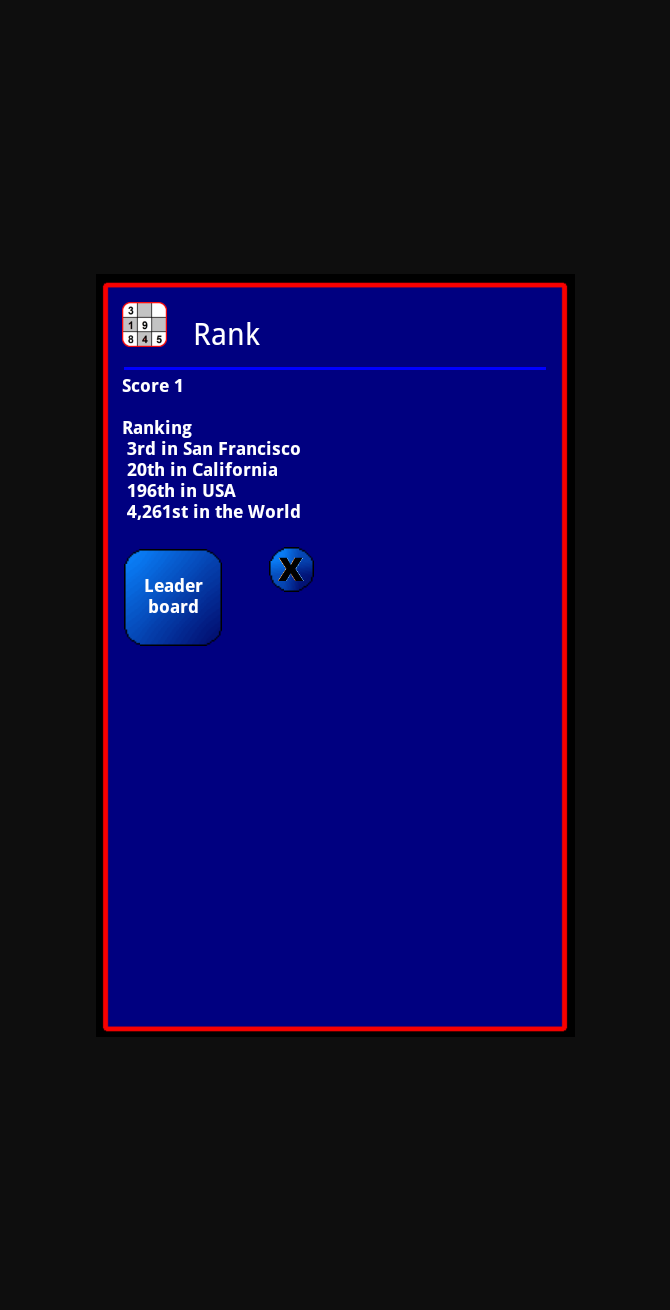 3
1 9
8 4 5
Rank
Score 1
Ranking
3rd in San Francisco
20th in California
196th in USA
4,261st in the World
Leader
board
X